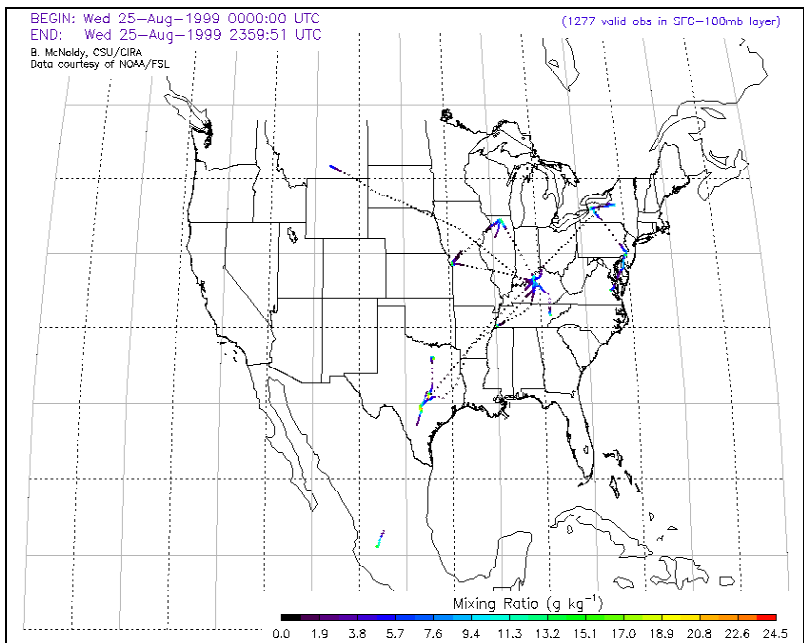 BEGIN: Wed 25-Aug-1999 0000:00 UTC
(1277 valid obs in SFC-100mb layer)
END: Wed 25-Aug-1999 2359:51 UTC
B. McNoldy, CSU/CIRA
Data courtesy of NOAA/FSL
Mixing Ratio (g kg⁻¹)
0.0 1.9 3.8 5.7 7.6 9.4 11.3 13.2 15.1 17.0 18.9 20.8 22.6 24.5